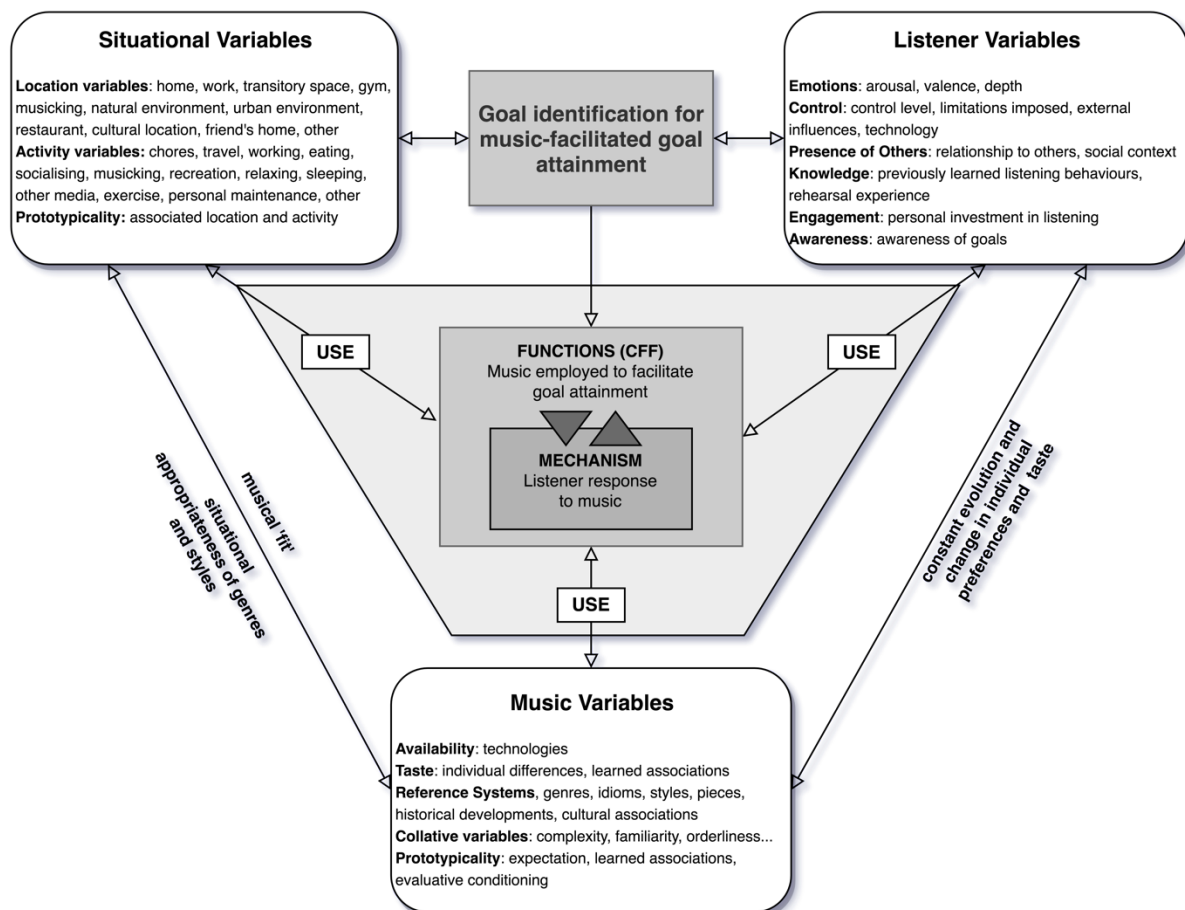 Situational Variables
Location variables: home, work, transitory space, gym,
musicking, natural environment, urban environment,
restaurant, cultural location, friend's home, other
Activity variables: chores, travel, working, eating,
socialising, musicking, recreation, relaxing, sleeping,
other media, exercise, personal maintenance, other
Prototypicality: associated location and activity
Goal identification for
music-facilitated goal
attainment
Listener Variables
Emotions: arousal, valence, depth
Control: control level, limitations imposed, external
influences, technology
Presence of Others: relationship to others, social context
Knowledge: previously learned listening behaviours,
rehearsal experience
Engagement: personal investment in listening
Awareness: awareness of goals
USE
FUNCTIONS (CFF)
Music employed to facilitate
goal attainment
MECHANISM
Listener response
to music
USE
USE
musical 'fit'
situational
appropriateness of genres
and styles
constant evolution and
change in individual
preferences and taste
Music Variables
Availability: technologies
Taste: individual differences, learned associations
Reference Systems, genres, idioms, styles, pieces,
historical developments, cultural associations
Collative variables: complexity, familiarity, orderliness...
Prototypicality: expectation, learned associations,
evaluative conditioning